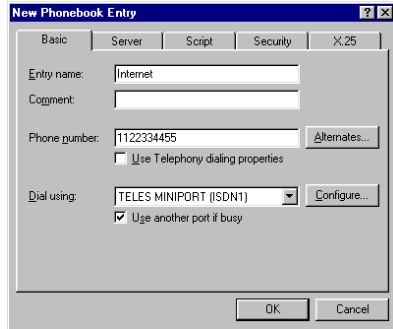 New Phonebook Entry
Basic Server Script Security X.25
Entry name: Internet
Comment:
Phone number: 1122334455 Alternates...
Use Telephony dialing properties
Dial using: TELES MINIPORT (ISDN1) Configure...
Use another port if busy
OK Cancel